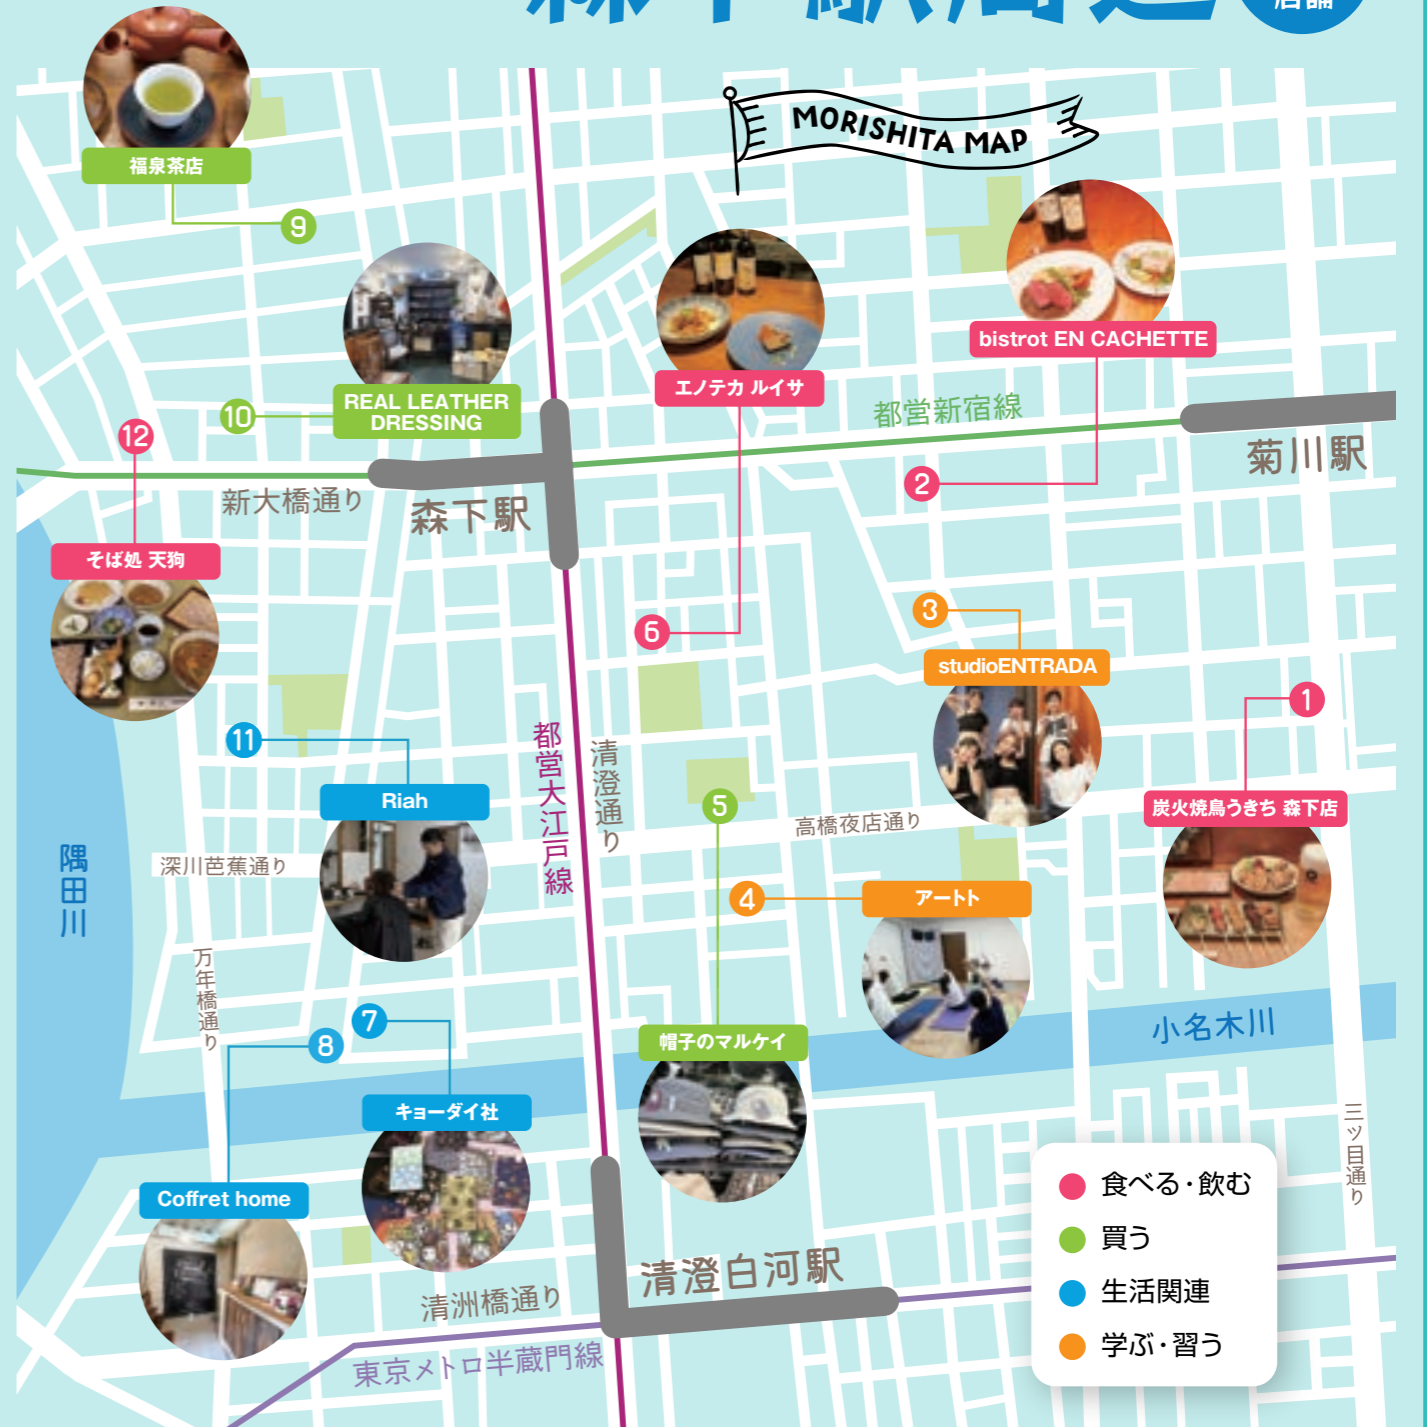 森下駅周辺
店舗
MORISHITA MAP
福泉茶店
9
REAL LEATHER
DRESSING
10
エノテカ ルイサ
6
bistrot EN CACHETTE
2
都営新宿線
菊川駅
12
そば処 天狗
新大橋通り
森下駅
3
studioENTRADA
1
炭火焼鳥うきち 森下店
11
Riah
都営大江戸線
清澄通り
5
高橋夜店通り
深川芭蕉通り
隅田川
4
アートト
万年橋通り
7
8
帽子のマルケイ
小名木川
キョーダイ社
Coffret home
三ツ目通り
清澄白河駅
清洲橋通り
東京メトロ半蔵門線
食べる・飲む
買う
生活関連
学ぶ・習う